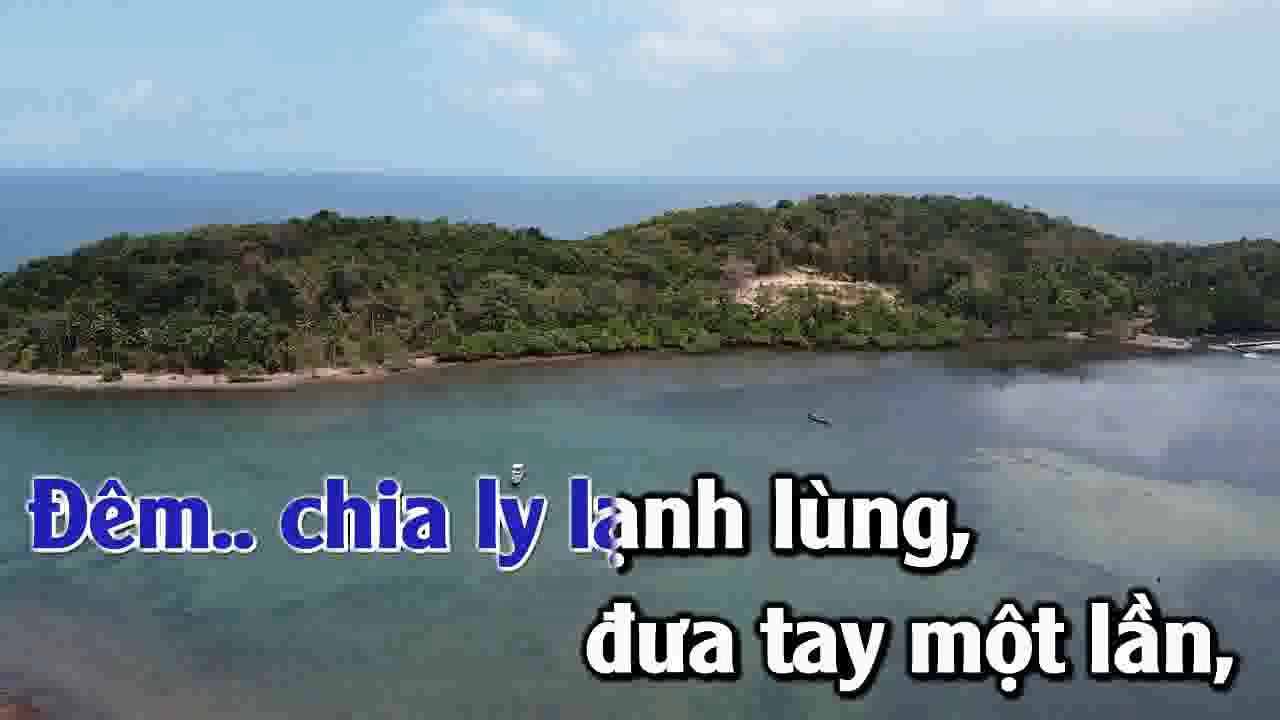 Đêm.. chia ly lạnh lùng,
đưa tay một lần,